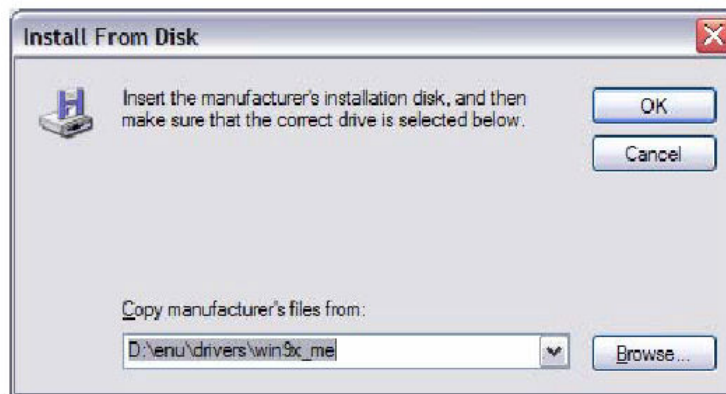 Install From Disk
Insert the manufacturer's installation disk, and then
make sure that the correct drive is selected below.
OK
Cancel
Copy manufacturer's files from:
D:\enu\drivers\win9x_me
Browse...